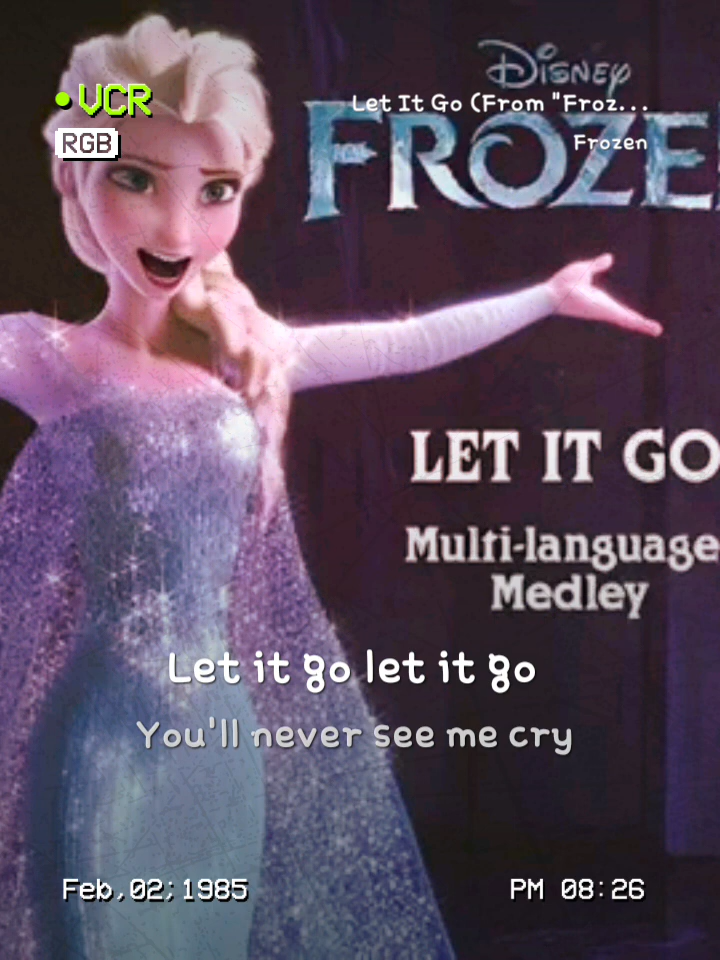 • VCR
RGB
Let It Go (From "Froz...
Frozen
Disney
FROZE
LET IT GO
Multi-language
Medley
Let it go let it go
You'll never see me cry
Feb,02;1985
PM 08:26